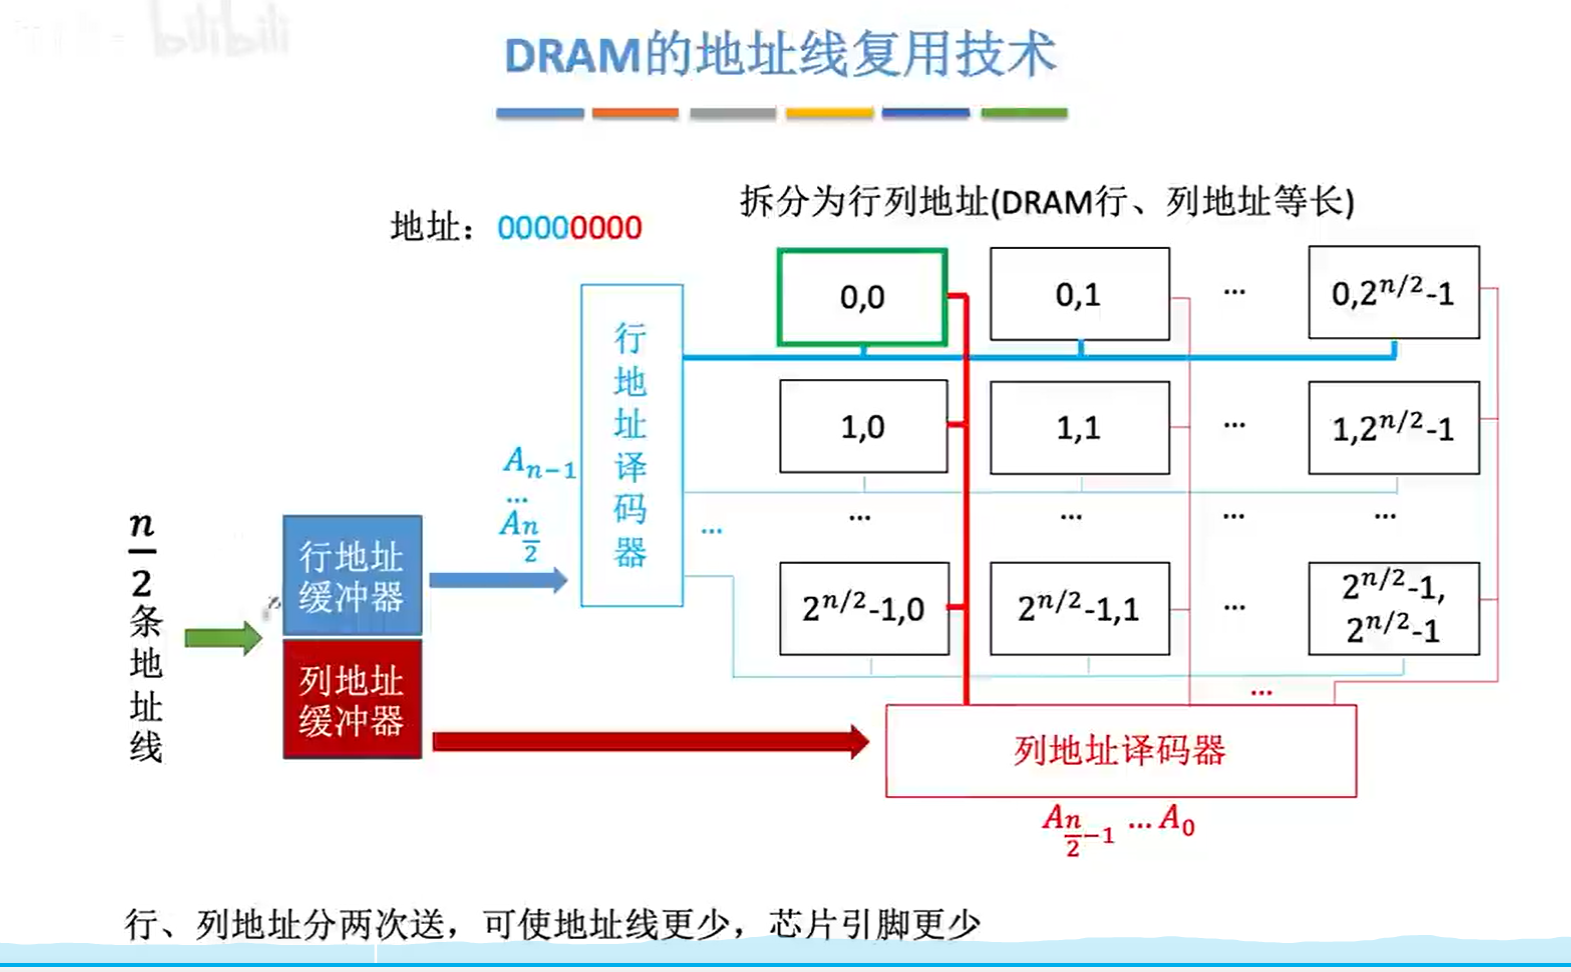 bilibili
DRAM的地址线复用技术
拆分为行列地址(DRAM行、列地址等长)
地址：00000000
0,0
0,1
...
0,2^{n/2}-1
行地址译码器
1,0
1,1
...
1,2^{n/2}-1
A_{n-1}
...
A_{n/2}
...
...
...
...
...
n/2条地址线
行地址
缓冲器
2^{n/2}-1,0
2^{n/2}-1,1
...
2^{n/2}-1,
2^{n/2}-1
列地址
缓冲器
...
列地址译码器
A_{n/2-1} ... A_0
行、列地址分两次送，可使地址线更少，芯片引脚更少